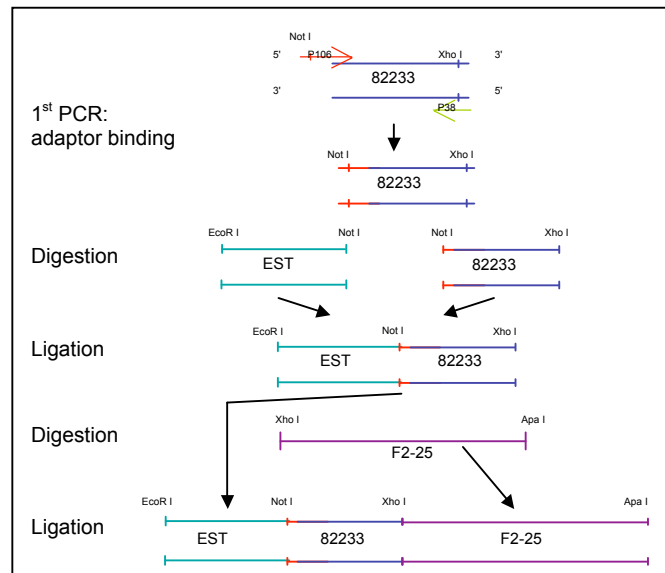 Not I
5' P106 Xho I 3'
82233
3' 5'
P38
1st PCR:
adaptor binding
Not I Xho I
82233
EcoR I Not I Not I Xho I
Digestion
EST 82233
EcoR I Not I Xho I
Ligation
EST 82233
Xho I Apa I
Digestion
F2-25
EcoR I Not I Xho I Apa I
Ligation
EST 82233 F2-25